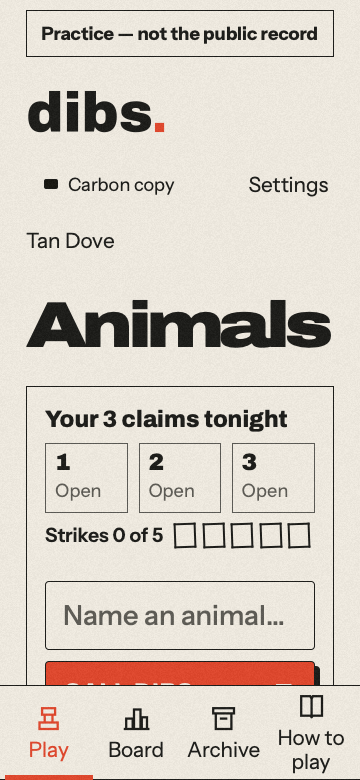 Practice — not the public record
dibs.
Carbon copy
Settings
Tan Dove
Animals
Your 3 claims tonight
1
2
3
Open
Open
Open
Strikes 0 of 5
Name an animal...
Play
Board
Archive
How to
play